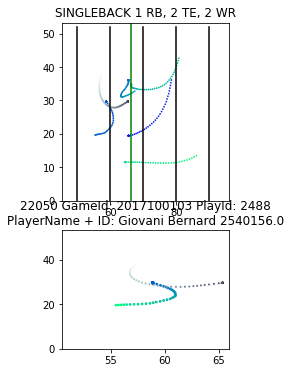 SINGLEBACK 1 RB, 2 TE, 2 WR
50
40
30
20
10
0
60 80
22050 GameId: 2017100103 PlayId: 2488
PlayerName + ID: Giovani Bernard 2540156.0
40
20
0
55 60 65